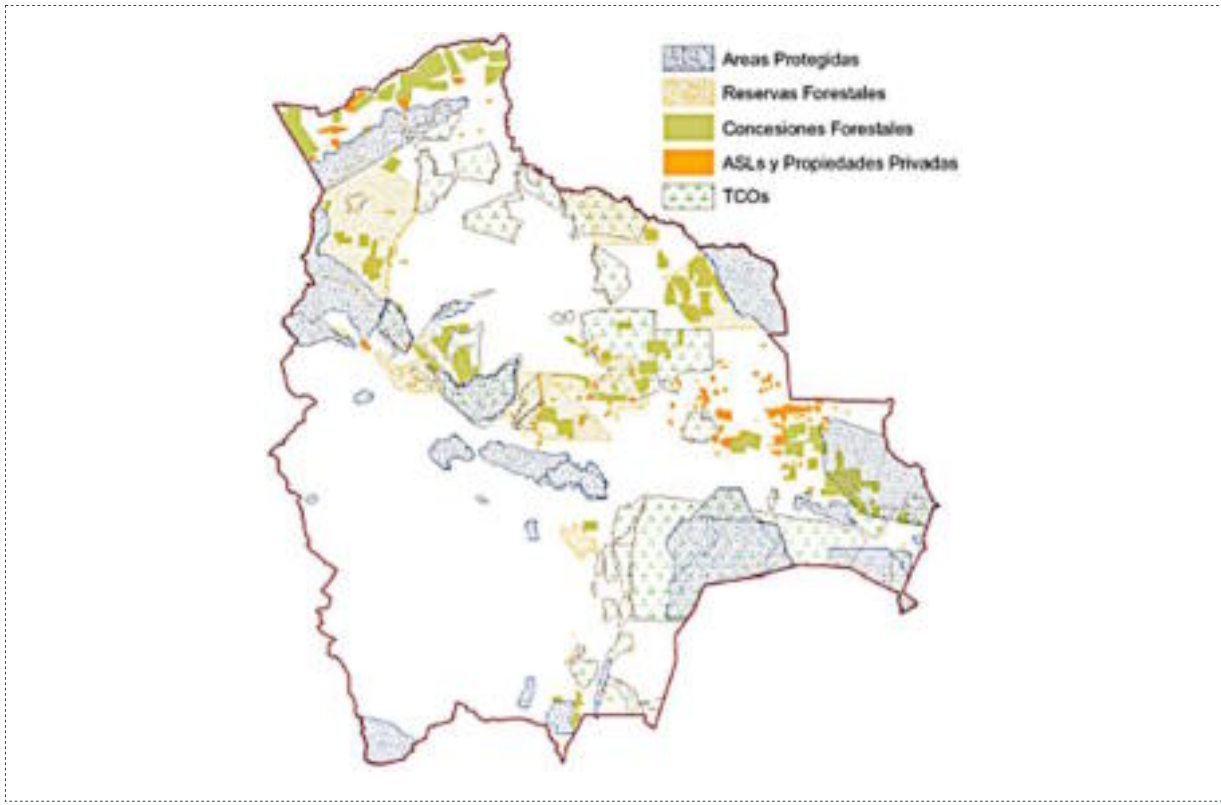 Areas Protegidas
Reservas Forestales
Concesiones Forestales
ASLs y Propiedades Privadas
TCOs